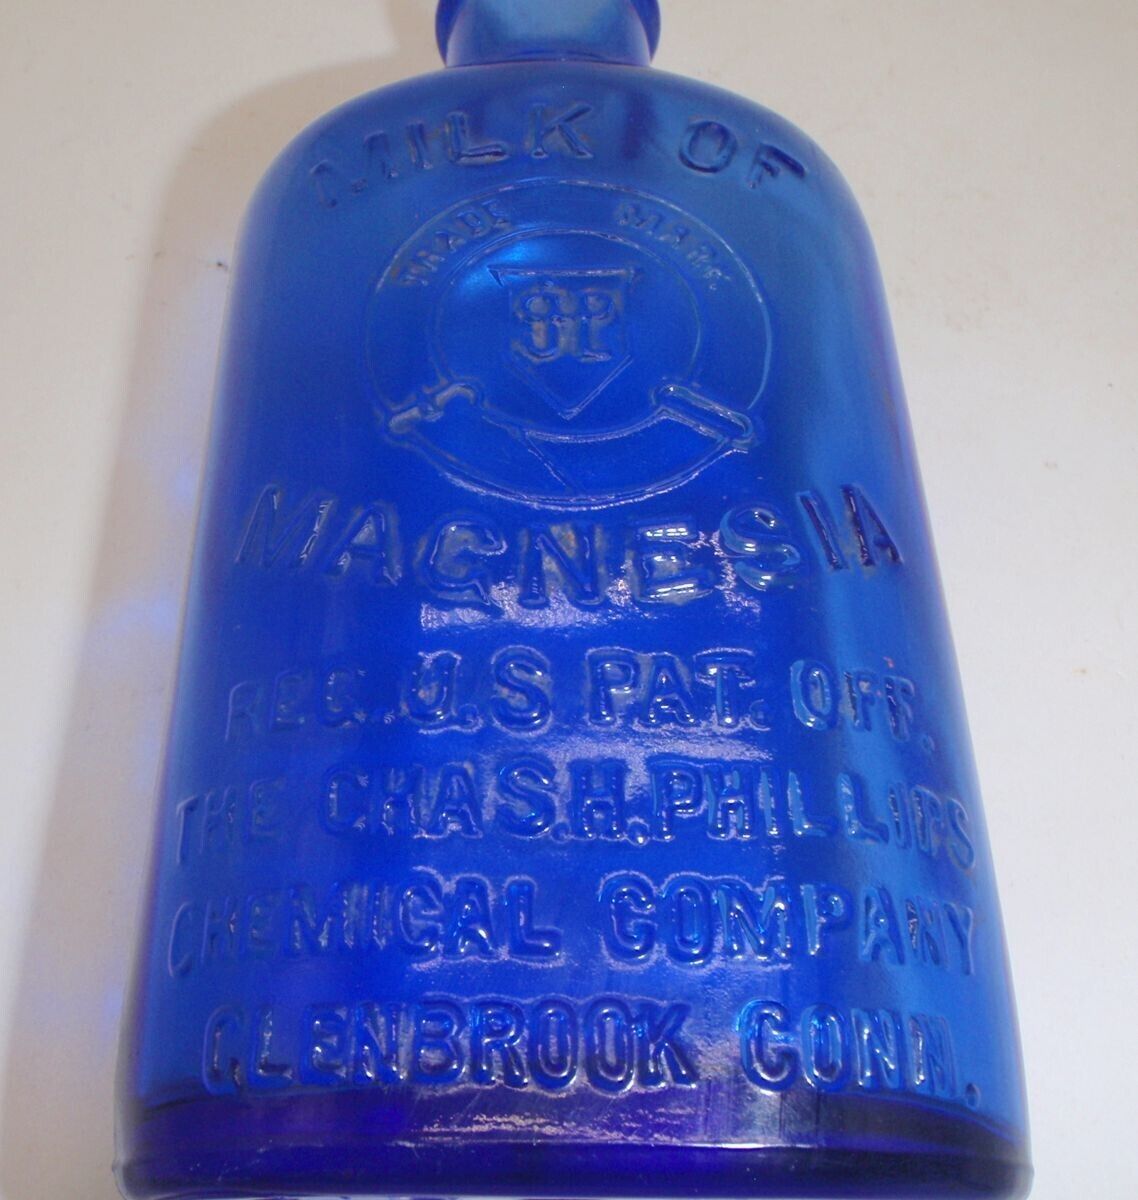 MILK OF
TRADE MARK
MAGNESIA
REG. U.S PAT. OFF.
THE CHAS.H.PHILLIPS
CHEMICAL COMPANY
GLENBROOK CONN.